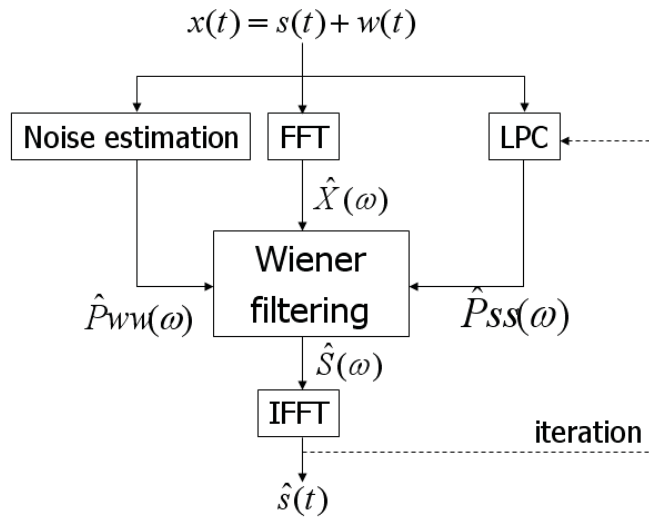 x(t) = s(t) + w(t)
Noise estimation
FFT
LPC
X̂(ω)
Wiener
filtering
P̂ww(ω)
P̂ss(ω)
Ŝ(ω)
IFFT
iteration
ŝ(t)